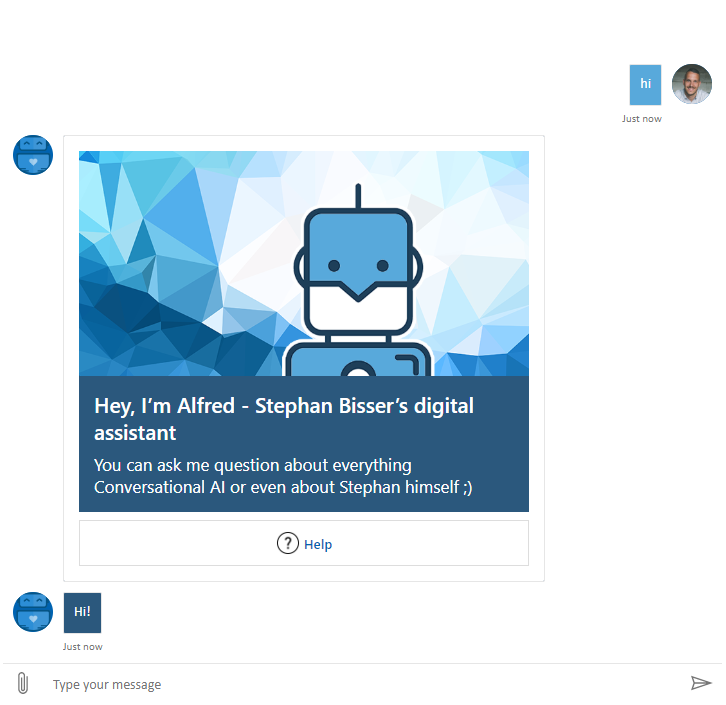 hi
Just now
Hey, I’m Alfred - Stephan Bisser’s digital
assistant
You can ask me question about everything
Conversational AI or even about Stephan himself ;)
? Help
Hi!
Just now
Type your message